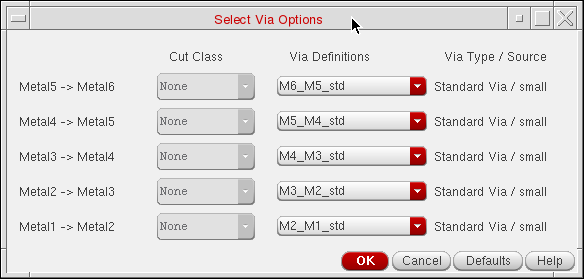 Select Via Options
Cut Class Via Definitions Via Type / Source
Metal5 -> Metal6 None M6_M5_std Standard Via / small
Metal4 -> Metal5 None M5_M4_std Standard Via / small
Metal3 -> Metal4 None M4_M3_std Standard Via / small
Metal2 -> Metal3 None M3_M2_std Standard Via / small
Metal1 -> Metal2 None M2_M1_std Standard Via / small
OK Cancel Defaults Help